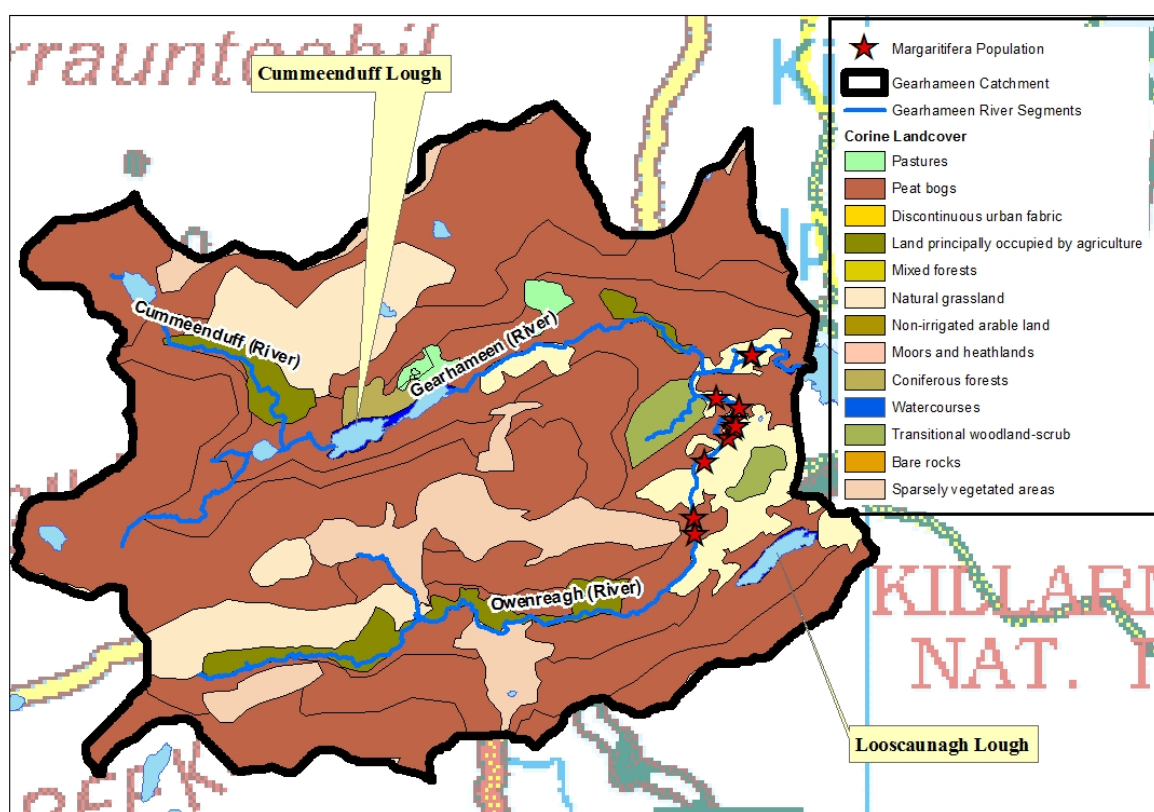 rrauntoohil
Cummeenduff Lough
Cummeenduff (River)
Gearhameen (River)
Owenreagh (River)
Looscaunagh Lough
Margaritifera Population
Gearhameen Catchment
Gearhameen River Segments
Corine Landcover
Pastures
Peat bogs
Discontinuous urban fabric
Land principally occupied by agriculture
Mixed forests
Natural grassland
Non-irrigated arable land
Moors and heathlands
Coniferous forests
Watercourses
Transitional woodland-scrub
Bare rocks
Sparsely vegetated areas
KILLARN
NAT.